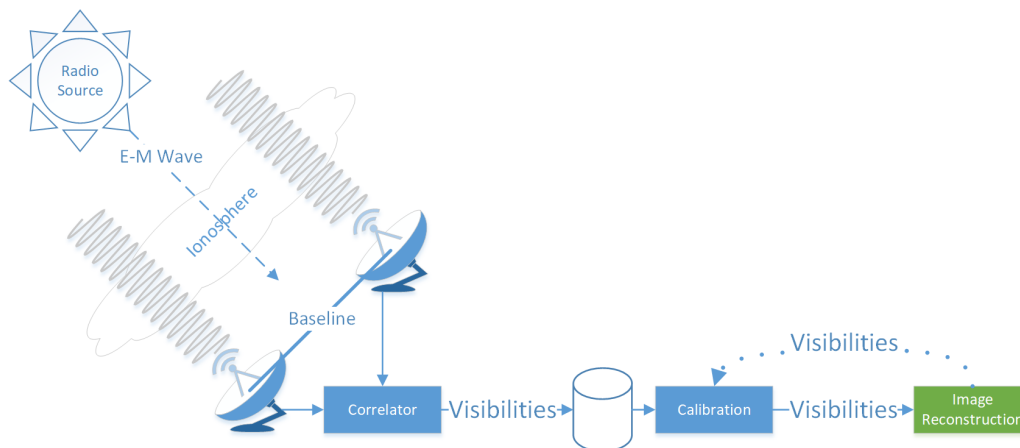 Radio
Source
E-M Wave
Ionosphere
Baseline
Visibilities
Correlator
Visibilities
Calibration
Visibilities
Image
Reconstruction